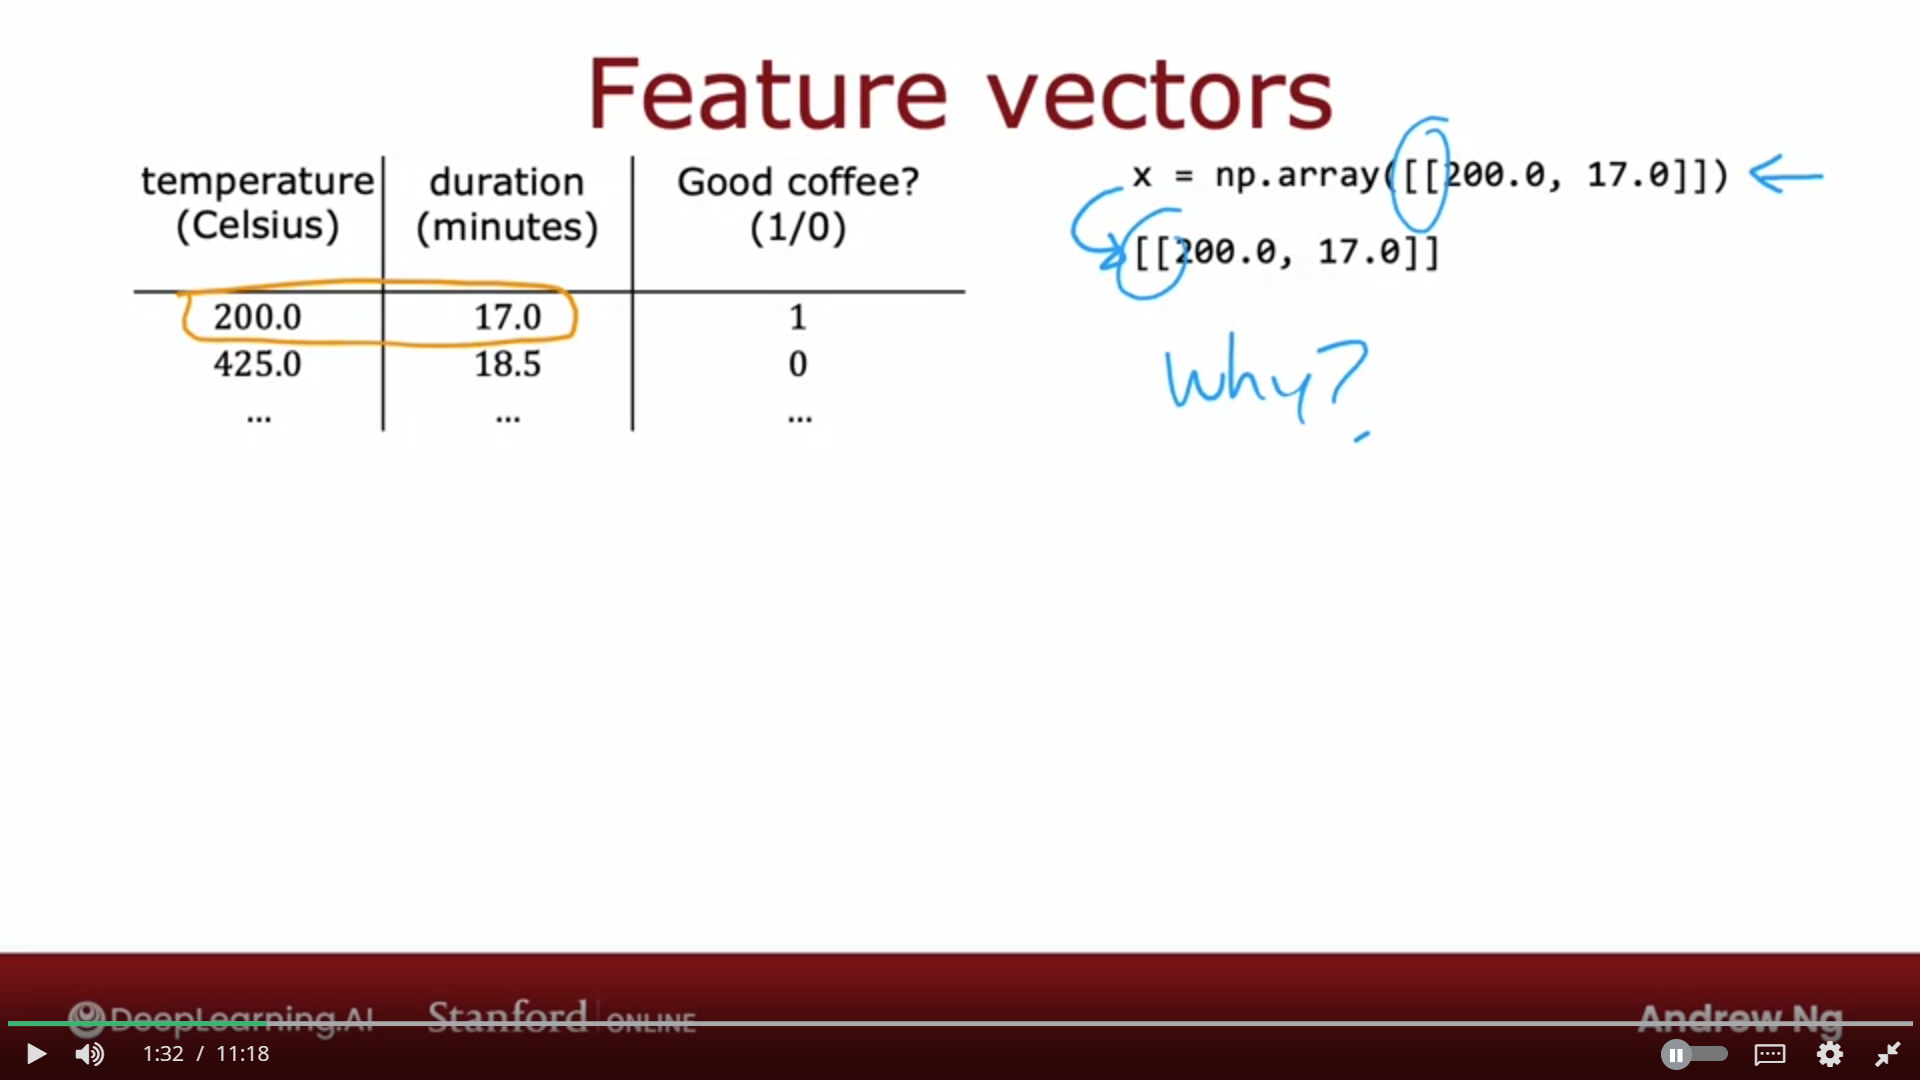 Feature vectors
temperature (Celsius) duration (minutes) Good coffee? (1/0)
200.0 17.0 1
425.0 18.5 0
... ... ...
x = np.array([[200.0, 17.0]])
[[200.0, 17.0]]
Why?
DeepLearning.AI Stanford ONLINE Andrew Ng
1:32 / 11:18